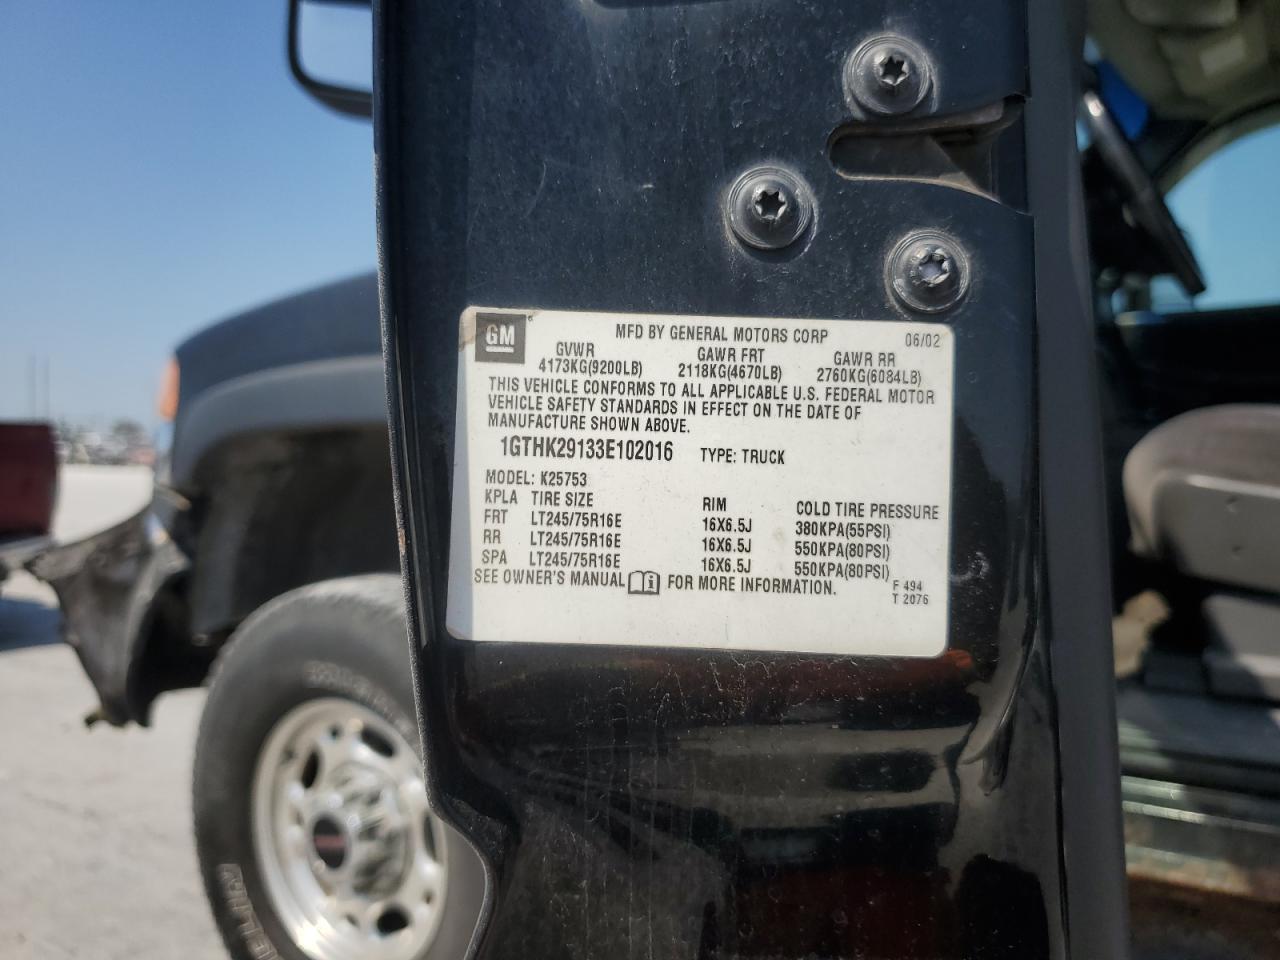 GM
MFD BY GENERAL MOTORS CORP 06/02
GVWR GAWR FRT GAWR RR
4173KG(9200LB) 2118KG(4670LB) 2760KG(6084LB)
THIS VEHICLE CONFORMS TO ALL APPLICABLE U.S. FEDERAL MOTOR
VEHICLE SAFETY STANDARDS IN EFFECT ON THE DATE OF
MANUFACTURE SHOWN ABOVE.
1GTHK29133E102016 TYPE: TRUCK
MODEL: K25753
KPLA TIRE SIZE RIM COLD TIRE PRESSURE
FRT LT245/75R16E 16X6.5J 380KPA(55PSI)
RR LT245/75R16E 16X6.5J 550KPA(80PSI)
SPA LT245/75R16E 16X6.5J 550KPA(80PSI)
SEE OWNER'S MANUAL FOR MORE INFORMATION.
F 494
T 2076